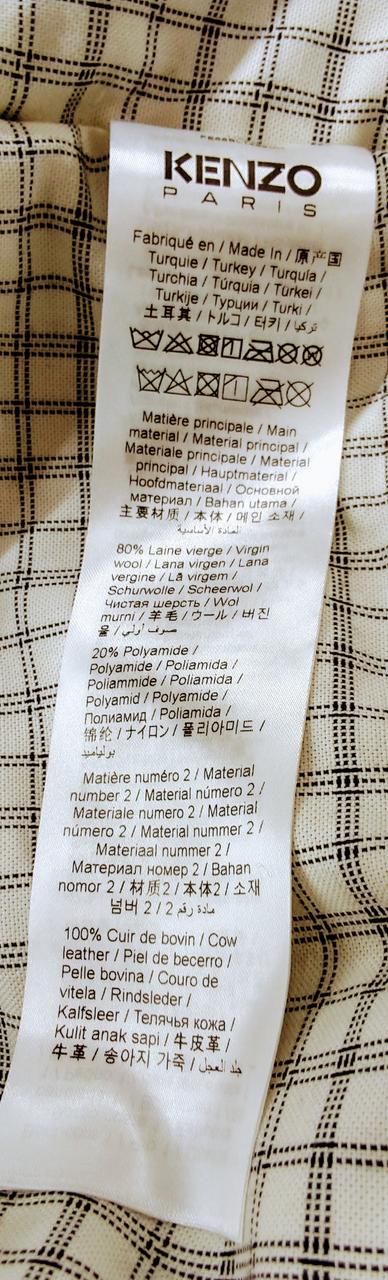 KENZO
PARIS
Fabriqué en / Made In / 原产国
Turquie / Turkey / Turquía /
Turchia / Túrquia / Türkei /
Turkije / Турции / Turki /
土耳其 / トルコ / 터키 / تركيا
Matière principale / Main
material / Material principal /
Materiale principale / Material
principal / Hauptmaterial /
Hoofdmateriaal / Основной
материал / Bahan utama /
主要材质 / 本体 / 메인 소재 /
المادة الأساسية
80% Laine vierge / Virgin
wool / Lana virgen / Lana
vergine / Lã virgem /
Schurwolle / Scheerwol /
Чистая шерсть / Wol
murni / 羊毛 / ウール / 버진
울 / صوف أولي
20% Polyamide /
Polyamide / Poliamida /
Poliammide / Poliamida /
Polyamid / Polyamide /
Полиамид / Poliamida /
锦纶 / ナイロン / 폴리아미드 /
بولياميد
Matière numéro 2 / Material
number 2 / Material número 2 /
Materiale numero 2 / Material
número 2 / Material nummer 2 /
Materiaal nummer 2 /
Материал номер 2 / Bahan
nomor 2 / 材质2 / 本体2 / 소재
넘버 2 / مادة رقم 2
100% Cuir de bovin / Cow
leather / Piel de becerro /
Pelle bovina / Couro de
vitela / Rindsleder /
Kalfsleer / Телячья кожа /
Kulit anak sapi / 牛皮革 /
牛革 / 송아지 가죽 / جلد العجل